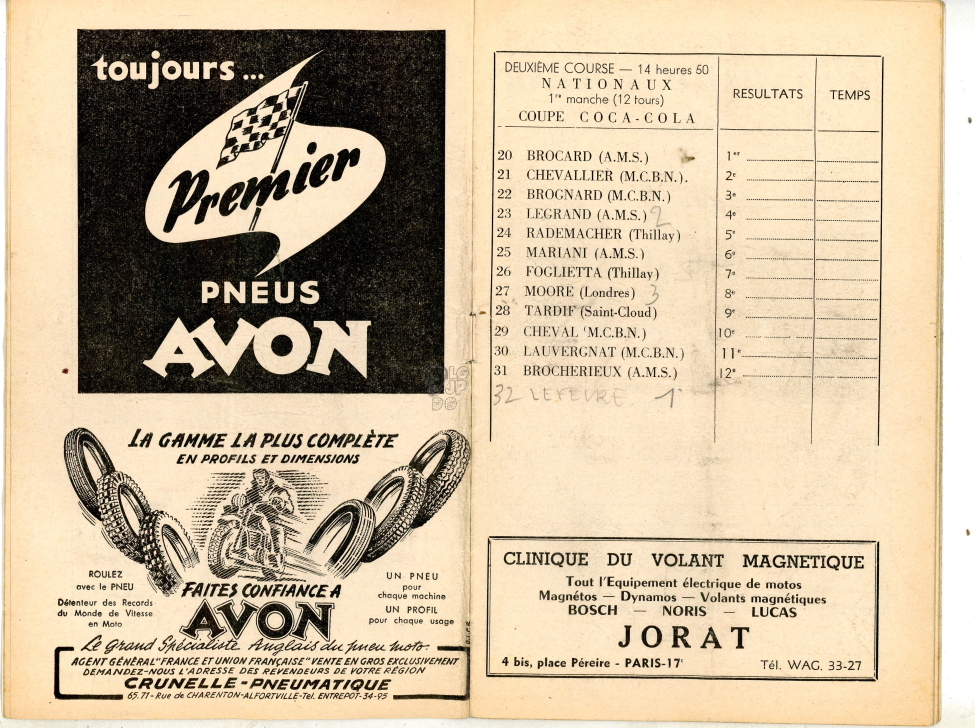 toujours ...
Premier
PNEUS
AVON
LA GAMME LA PLUS COMPLÈTE
EN PROFILS ET DIMENSIONS
ROULEZ
avec le PNEU
Détenteur des Records
du Monde de Vitesse
en Moto
FAITES CONFIANCE A
AVON
UN PNEU
pour
chaque machine
UN PROFIL
pour chaque usage
Le grand Spécialiste Anglais du pneu moto.
AGENT GÉNÉRAL "FRANCE ET UNION FRANÇAISE" VENTE EN GROS EXCLUSIVEMENT
DEMANDEZ-NOUS L'ADRESSE DES REVENDEURS DE VOTRE RÉGION
CRUNELLE-PNEUMATIQUE
65.71-Rue de CHARENTON-ALFORTVILLE-Tél. ENTREPOT-34-95
DEUXIÈME COURSE — 14 heures 50
NATIONAUX
1re manche (12 tours)
COUPE COCA-COLA
RESULTATS TEMPS
20 BROCARD (A.M.S.) 1er
21 CHEVALLIER (M.C.B.N.). 2e
22 BROGNARD (M.C.B.N.) 3e
23 LEGRAND (A.M.S.) 2 4e
24 RADEMACHER (Thillay) 5e
25 MARIANI (A.M.S.) 6e
26 FOGLIETTA (Thillay) 7e
27 MOORE (Londres) 3 8e
28 TARDIF (Saint-Cloud) 9e
29 CHEVAL 'M.C.B.N.) 10e
30 LAUVERGNAT (M.C.B.N.) 11e
31 BROCHERIEUX (A.M.S.) 12e
32 LEFEVRE 1
CLINIQUE DU VOLANT MAGNETIQUE
Tout l'Equipement électrique de motos
Magnétos — Dynamos — Volants magnétiques
BOSCH — NORIS — LUCAS
JORAT
4 bis, place Péreire - PARIS-17e Tél. WAG. 33-27